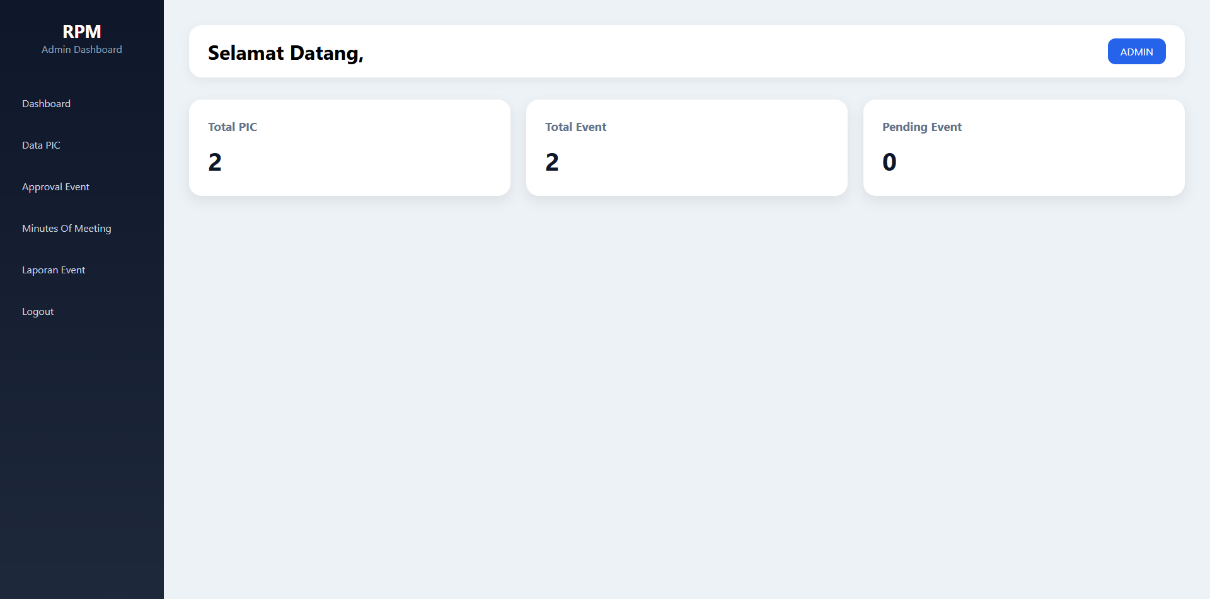 RPM
Admin Dashboard
Dashboard
Data PIC
Approval Event
Minutes Of Meeting
Laporan Event
Logout
Selamat Datang,
ADMIN
Total PIC
2
Total Event
2
Pending Event
0